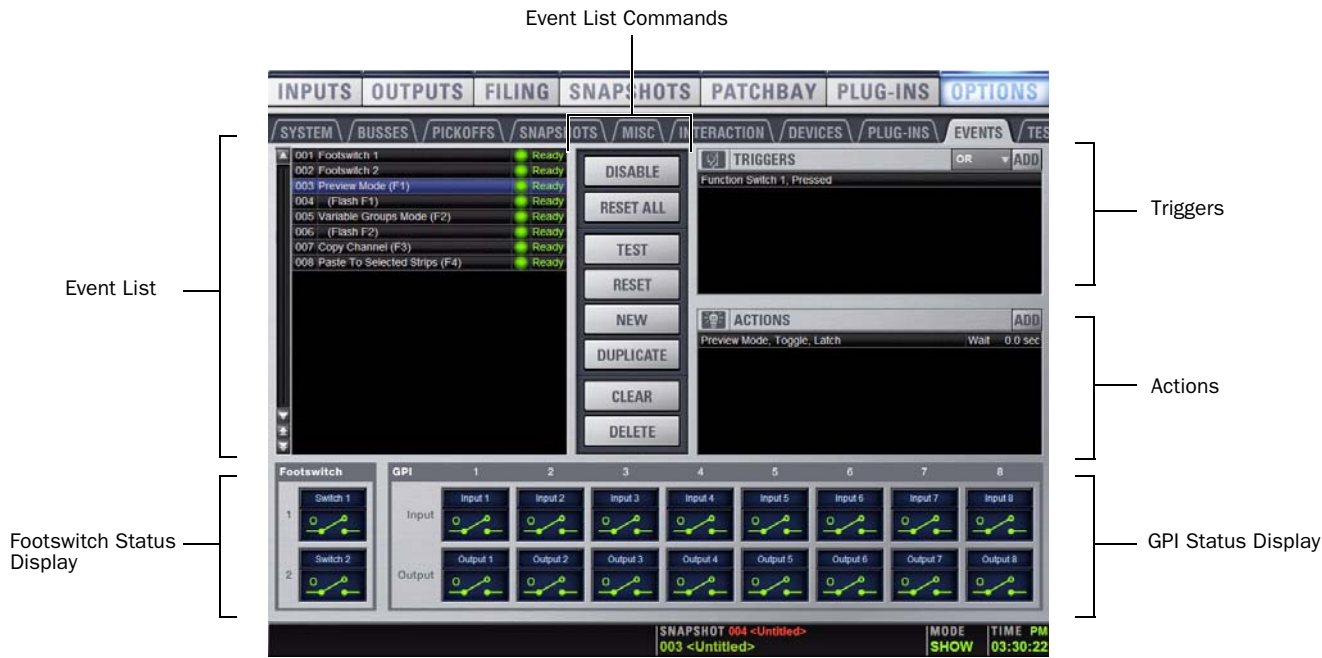 Event List Commands
INPUTS OUTPUTS FILING SNAPSHOTS PATCHBAY PLUG-INS OPTIONS
SYSTEM BUSSES PICKOFFS SNAPSHOTS MISC INTERACTION DEVICES PLUG-INS EVENTS TES
001 Footswitch 1 Ready
002 Footswitch 2 Ready
003 Preview Mode (F1) Ready
004 (Flash F1) Ready
005 Variable Groups Mode (F2) Ready
006 (Flash F2) Ready
007 Copy Channel (F3) Ready
008 Paste To Selected Strips (F4) Ready
Event List
DISABLE
RESET ALL
TEST
RESET
NEW
DUPLICATE
CLEAR
DELETE
TRIGGERS OR ADD
Function Switch 1, Pressed
Triggers
ACTIONS ADD
Preview Mode, Toggle, Latch Wait 0.0 sec
Actions
Footswitch GPI 1 2 3 4 5 6 7 8
1 Switch 1 Input Input 1 Input 2 Input 3 Input 4 Input 5 Input 6 Input 7 Input 8
O O O O O O O O O
2 Switch 2 Output Output 1 Output 2 Output 3 Output 4 Output 5 Output 6 Output 7 Output 8
O O O O O O O O O
Footswitch Status
Display
GPI Status Display
SNAPSHOT 004 <Untitled> MODE TIME PM
003 <Untitled> SHOW 03:30:22